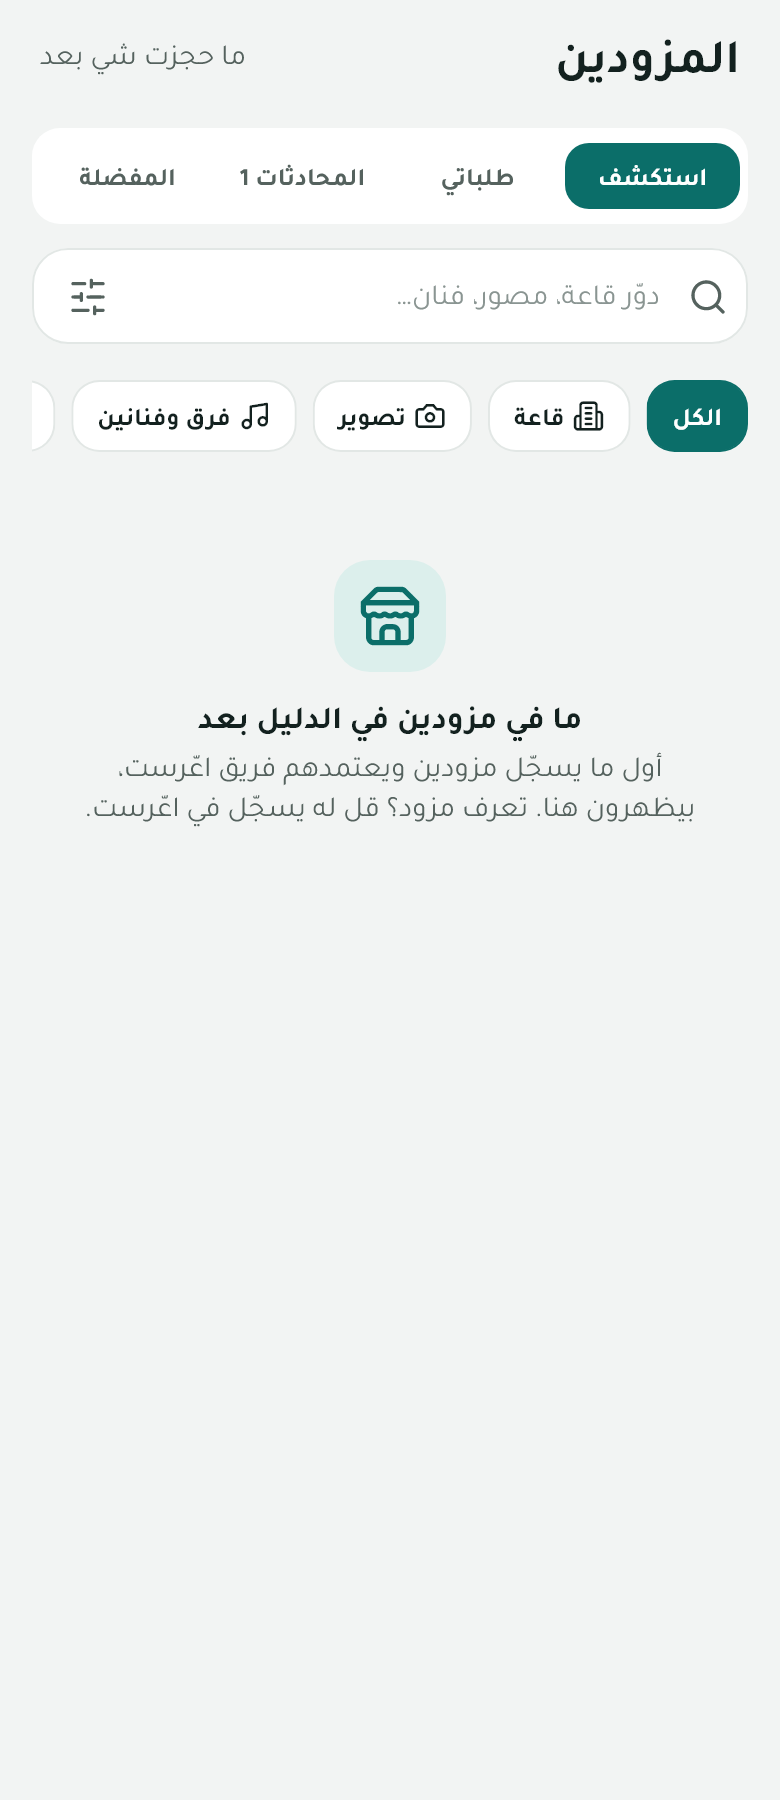 المزودين
ما حجزت شي بعد
استكشف
طلباتي
المحادثات 1
المفضلة
دوّر قاعة، مصور، فنان…
الكل
قاعة
تصوير
فرق وفنانين
ما في مزودين في الدليل بعد
أول ما يسجّل مزودين ويعتمدهم فريق اعّرست،
بيظهرون هنا. تعرف مزود؟ قل له يسجّل في اعّرست.